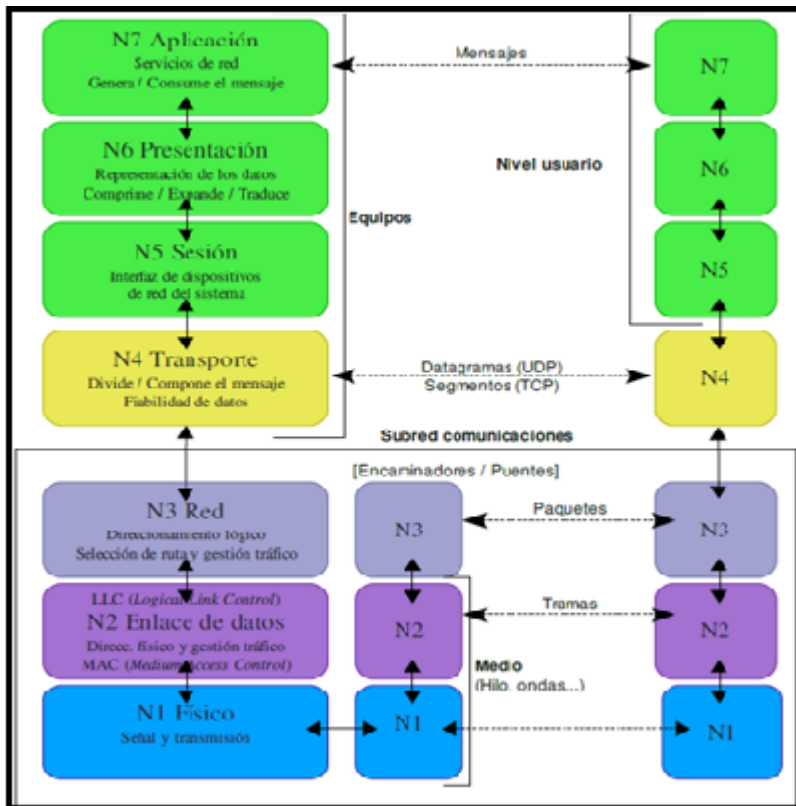 N7 Aplicación
Servicios de red
Genera / Consume el mensaje
Mensajes
N7
N6 Presentación
Representación de los datos
Comprime / Expande / Traduce
Nivel usuario
N6
Equipos
N5 Sesión
Interfaz de dispositivos
de red del sistema
N5
N4 Transporte
Divide / Compone el mensaje
Fiabilidad de datos
Datagramas (UDP)
Segmentos (TCP)
N4
Subred comunicaciones
[Encaminadores / Puentes]
N3 Red
Direccionamiento lógico
Selección de ruta y gestión tráfico
N3
Paquetes
N3
LLC (Logical Link Control)
N2 Enlace de datos
Direcc. físico y gestión tráfico
MAC (Medium Access Control)
N2
Tramas
N2
Medio
(Hilo, ondas...)
N1 Físico
Señal y transmisión
N1
N1